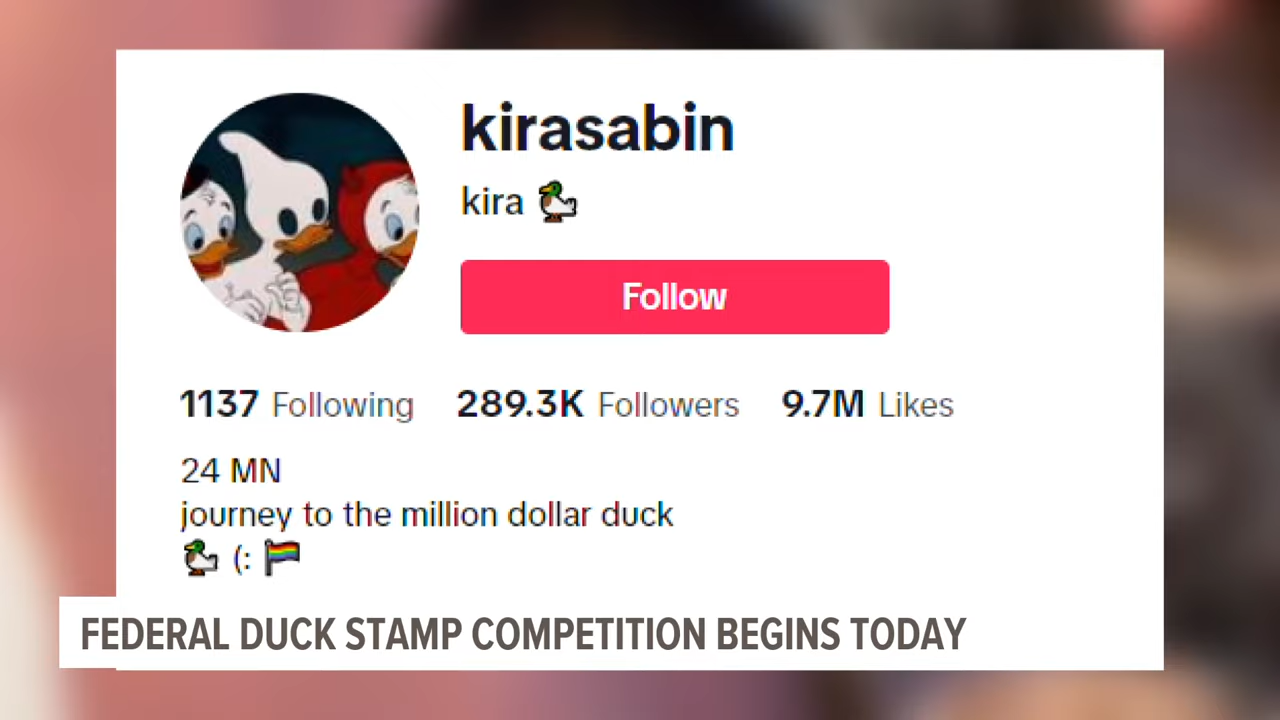 kirasabin
kira 🦆
Follow
1137 Following 289.3K Followers 9.7M Likes
24 MN
journey to the million dollar duck
🦆 (: 🏳️‍🌈
FEDERAL DUCK STAMP COMPETITION BEGINS TODAY